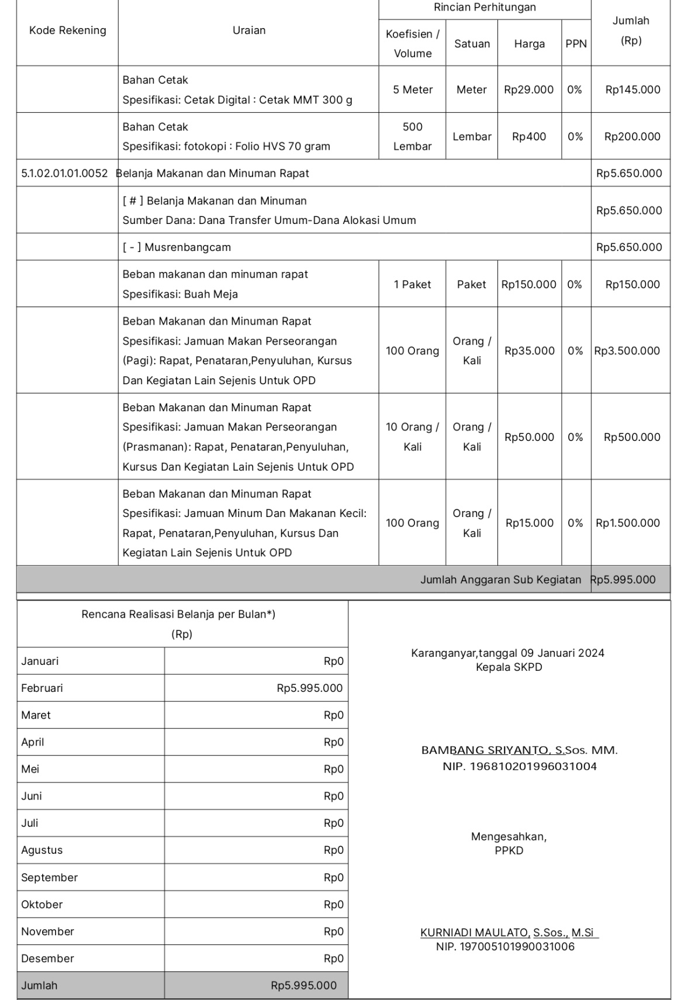 Rincian Perhitungan
Kode Rekening
Uraian
Koefisien /
Volume
Satuan
Harga
PPN
Jumlah
(Rp)
Bahan Cetak
Spesifikasi: Cetak Digital : Cetak MMT 300 g
5 Meter
Meter
Rp29.000
0%
Rp145.000
Bahan Cetak
Spesifikasi: fotokopi : Folio HVS 70 gram
500
Lembar
Lembar
Rp400
0%
Rp200.000
5.1.02.01.01.0052 Belanja Makanan dan Minuman Rapat
Rp5.650.000
[ # ] Belanja Makanan dan Minuman
Sumber Dana: Dana Transfer Umum-Dana Alokasi Umum
Rp5.650.000
[ - ] Musrenbangcam
Rp5.650.000
Beban makanan dan minuman rapat
Spesifikasi: Buah Meja
1 Paket
Paket
Rp150.000
0%
Rp150.000
Beban Makanan dan Minuman Rapat
Spesifikasi: Jamuan Makan Perseorangan
(Pagi): Rapat, Penataran,Penyuluhan, Kursus
Dan Kegiatan Lain Sejenis Untuk OPD
100 Orang
Orang /
Kali
Rp35.000
0%
Rp3.500.000
Beban Makanan dan Minuman Rapat
Spesifikasi: Jamuan Makan Perseorangan
(Prasmanan): Rapat, Penataran,Penyuluhan,
Kursus Dan Kegiatan Lain Sejenis Untuk OPD
10 Orang /
Kali
Orang /
Kali
Rp50.000
0%
Rp500.000
Beban Makanan dan Minuman Rapat
Spesifikasi: Jamuan Minum Dan Makanan Kecil:
Rapat, Penataran,Penyuluhan, Kursus Dan
Kegiatan Lain Sejenis Untuk OPD
100 Orang
Orang /
Kali
Rp15.000
0%
Rp1.500.000
Jumlah Anggaran Sub Kegiatan Rp5.995.000
Rencana Realisasi Belanja per Bulan*)
(Rp)
Januari Rp0
Februari Rp5.995.000
Maret Rp0
April Rp0
Mei Rp0
Juni Rp0
Juli Rp0
Agustus Rp0
September Rp0
Oktober Rp0
November Rp0
Desember Rp0
Jumlah Rp5.995.000
Karanganyar,tanggal 09 Januari 2024
Kepala SKPD
BAMBANG SRIYANTO, S.Sos. MM.
NIP. 196810201996031004
Mengesahkan,
PPKD
KURNIADI MAULATO, S.Sos., M.Si
NIP. 197005101990031006